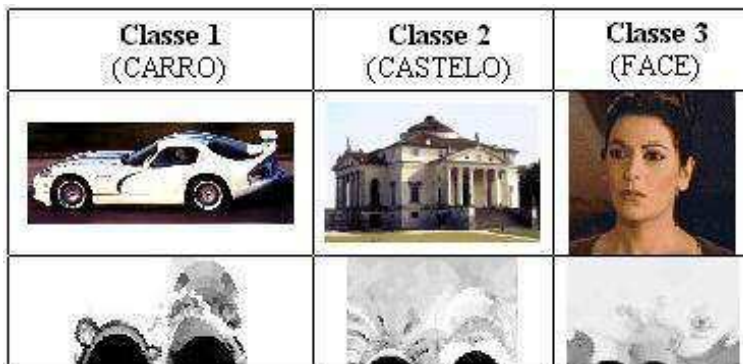 Classe 1
(CARRO)
Classe 2
(CASTELO)
Classe 3
(FACE)